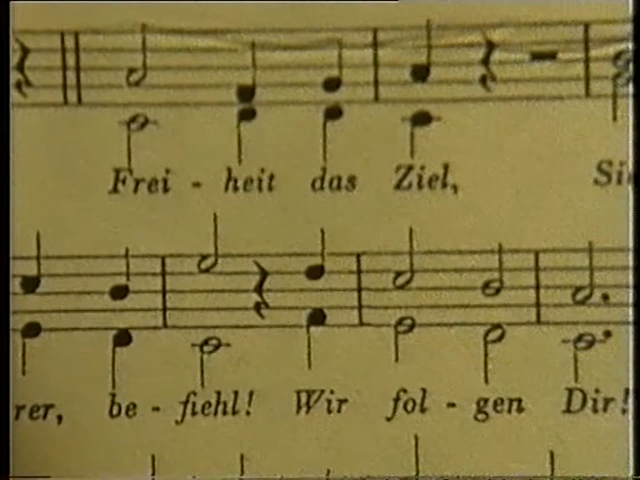 Frei - heit das Ziel,
rer, be - fiehl! Wir fol - gen Dir!